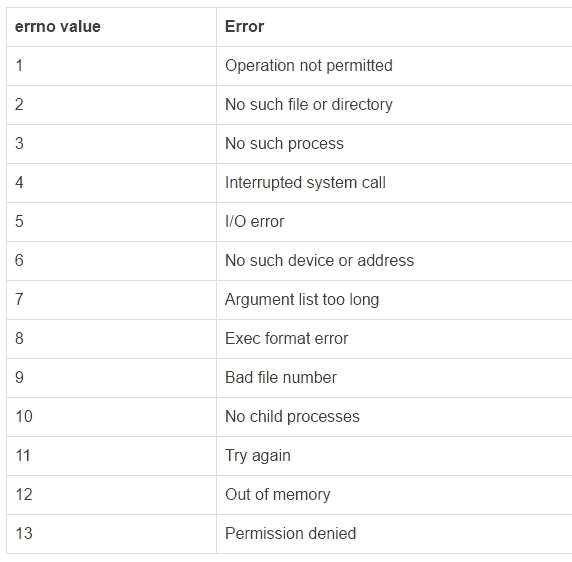 errno value Error
1 Operation not permitted
2 No such file or directory
3 No such process
4 Interrupted system call
5 I/O error
6 No such device or address
7 Argument list too long
8 Exec format error
9 Bad file number
10 No child processes
11 Try again
12 Out of memory
13 Permission denied